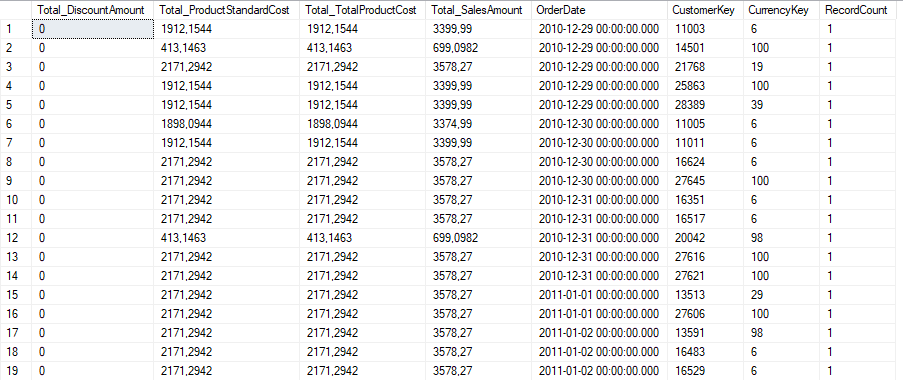 Total_DiscountAmount Total_ProductStandardCost Total_TotalProductCost Total_SalesAmount OrderDate CustomerKey CurrencyKey RecordCount
1 0 1912,1544 1912,1544 3399,99 2010-12-29 00:00:00.000 11003 6 1
2 0 413,1463 413,1463 699,0982 2010-12-29 00:00:00.000 14501 100 1
3 0 2171,2942 2171,2942 3578,27 2010-12-29 00:00:00.000 21768 19 1
4 0 1912,1544 1912,1544 3399,99 2010-12-29 00:00:00.000 25863 100 1
5 0 1912,1544 1912,1544 3399,99 2010-12-29 00:00:00.000 28389 39 1
6 0 1898,0944 1898,0944 3374,99 2010-12-30 00:00:00.000 11005 6 1
7 0 1912,1544 1912,1544 3399,99 2010-12-30 00:00:00.000 11011 6 1
8 0 2171,2942 2171,2942 3578,27 2010-12-30 00:00:00.000 16624 6 1
9 0 2171,2942 2171,2942 3578,27 2010-12-30 00:00:00.000 27645 100 1
10 0 2171,2942 2171,2942 3578,27 2010-12-31 00:00:00.000 16351 6 1
11 0 2171,2942 2171,2942 3578,27 2010-12-31 00:00:00.000 16517 6 1
12 0 413,1463 413,1463 699,0982 2010-12-31 00:00:00.000 20042 98 1
13 0 2171,2942 2171,2942 3578,27 2010-12-31 00:00:00.000 27616 100 1
14 0 2171,2942 2171,2942 3578,27 2010-12-31 00:00:00.000 27621 100 1
15 0 2171,2942 2171,2942 3578,27 2011-01-01 00:00:00.000 13513 29 1
16 0 2171,2942 2171,2942 3578,27 2011-01-01 00:00:00.000 27606 100 1
17 0 2171,2942 2171,2942 3578,27 2011-01-02 00:00:00.000 13591 98 1
18 0 2171,2942 2171,2942 3578,27 2011-01-02 00:00:00.000 16483 6 1
19 0 2171,2942 2171,2942 3578,27 2011-01-02 00:00:00.000 16529 6 1